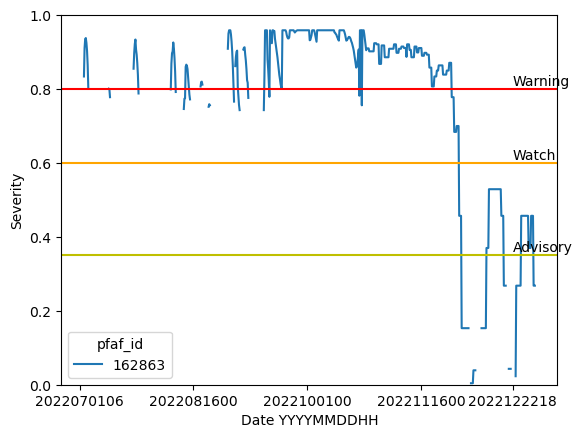 1.0
0.8
0.6
0.4
0.2
0.0
Severity
Warning
Watch
Advisory
pfaf_id
162863
2022070106 2022081600 2022100100 2022111600 2022122218
Date YYYYMMDDHH